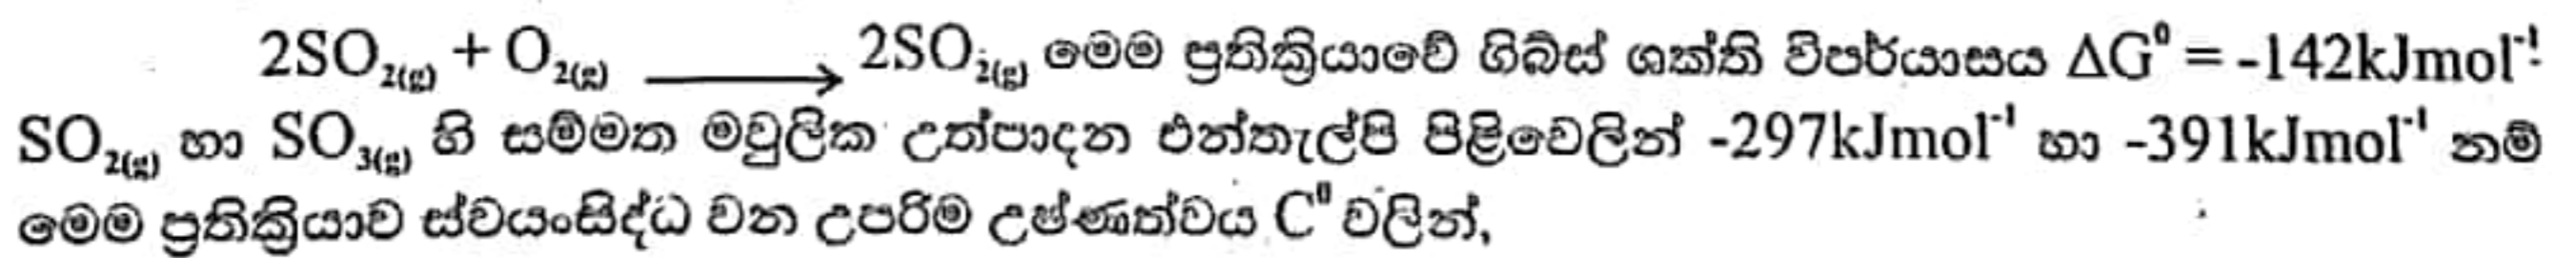 2SO₂(g) + O₂(g) ⟶ 2SO₂(g) මෙම ප්‍රතික්‍රියාවේ ගිබ්ස් ශක්ති විපර්යාසය ΔG⁰ = -142kJmol⁻¹
SO₂(g) හා SO₃(g) හි සම්මත මවුලික උත්පාදන එන්තැල්පි පිළිවෙලින් -297kJmol⁻¹ හා -391kJmol⁻¹ නම්
මෙම ප්‍රතික්‍රියාව ස්වයංසිද්ධ වන උපරිම උෂ්ණත්වය C⁰ වලින්,